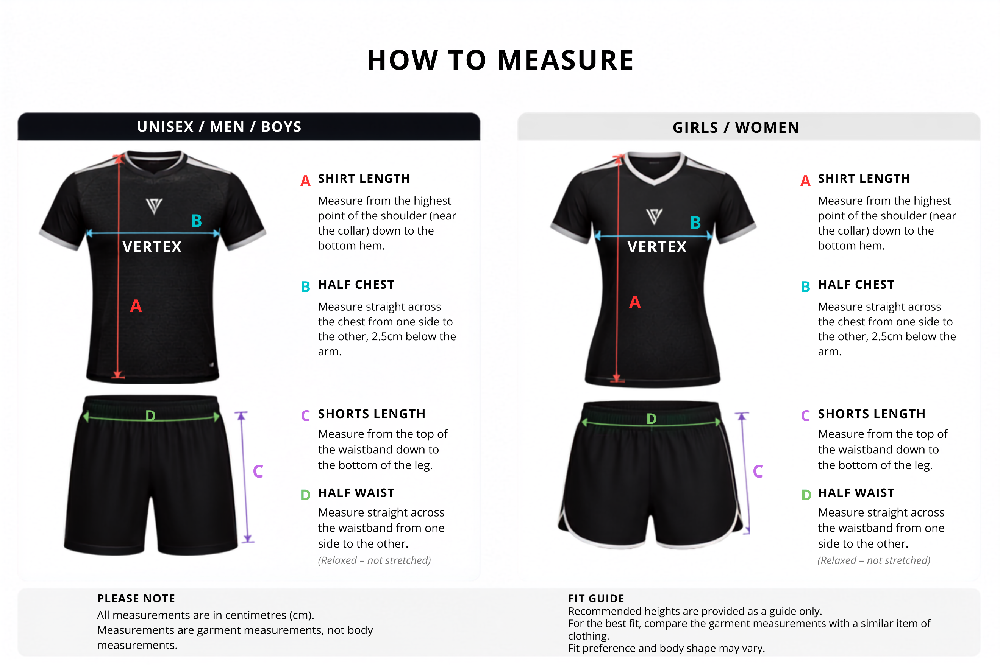 HOW TO MEASURE
UNISEX / MEN / BOYS
B
VERTEX
A
D
C
A SHIRT LENGTH
Measure from the highest
point of the shoulder (near
the collar) down to the
bottom hem.
B HALF CHEST
Measure straight across
the chest from one side to
the other, 2.5cm below the
arm.
C SHORTS LENGTH
Measure from the top of
the waistband down to
the bottom of the leg.
D HALF WAIST
Measure straight across
the waistband from one
side to the other.
(Relaxed – not stretched)
GIRLS / WOMEN
B
VERTEX
A
D
C
A SHIRT LENGTH
Measure from the highest
point of the shoulder (near
the collar) down to the
bottom hem.
B HALF CHEST
Measure straight across
the chest from one side to
the other, 2.5cm below the
arm.
C SHORTS LENGTH
Measure from the top of
the waistband down to
the bottom of the leg.
D HALF WAIST
Measure straight across
the waistband from one
side to the other.
(Relaxed – not stretched)
PLEASE NOTE
All measurements are in centimetres (cm).
Measurements are garment measurements, not body
measurements.
FIT GUIDE
Recommended heights are provided as a guide only.
For the best fit, compare the garment measurements with a similar item of
clothing.
Fit preference and body shape may vary.